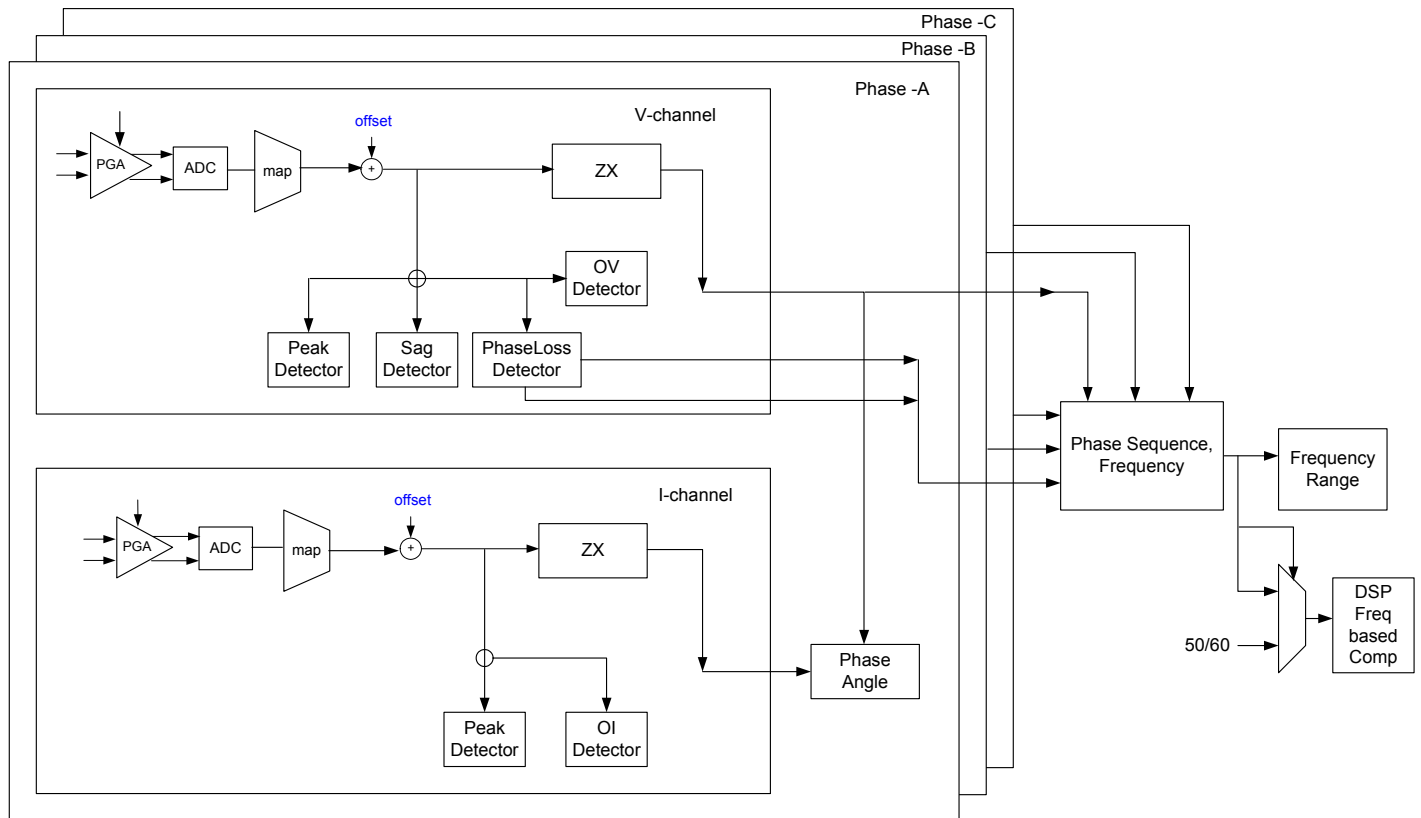 Phase -C
Phase -B
Phase -A
V-channel
offset
PGA
ADC
map
+
ZX
OV
Detector
Peak
Detector
Sag
Detector
PhaseLoss
Detector
Phase Sequence,
Frequency
Frequency
Range
I-channel
offset
PGA
ADC
map
+
ZX
DSP
Freq
based
Comp
50/60
Phase
Angle
Peak
Detector
OI
Detector